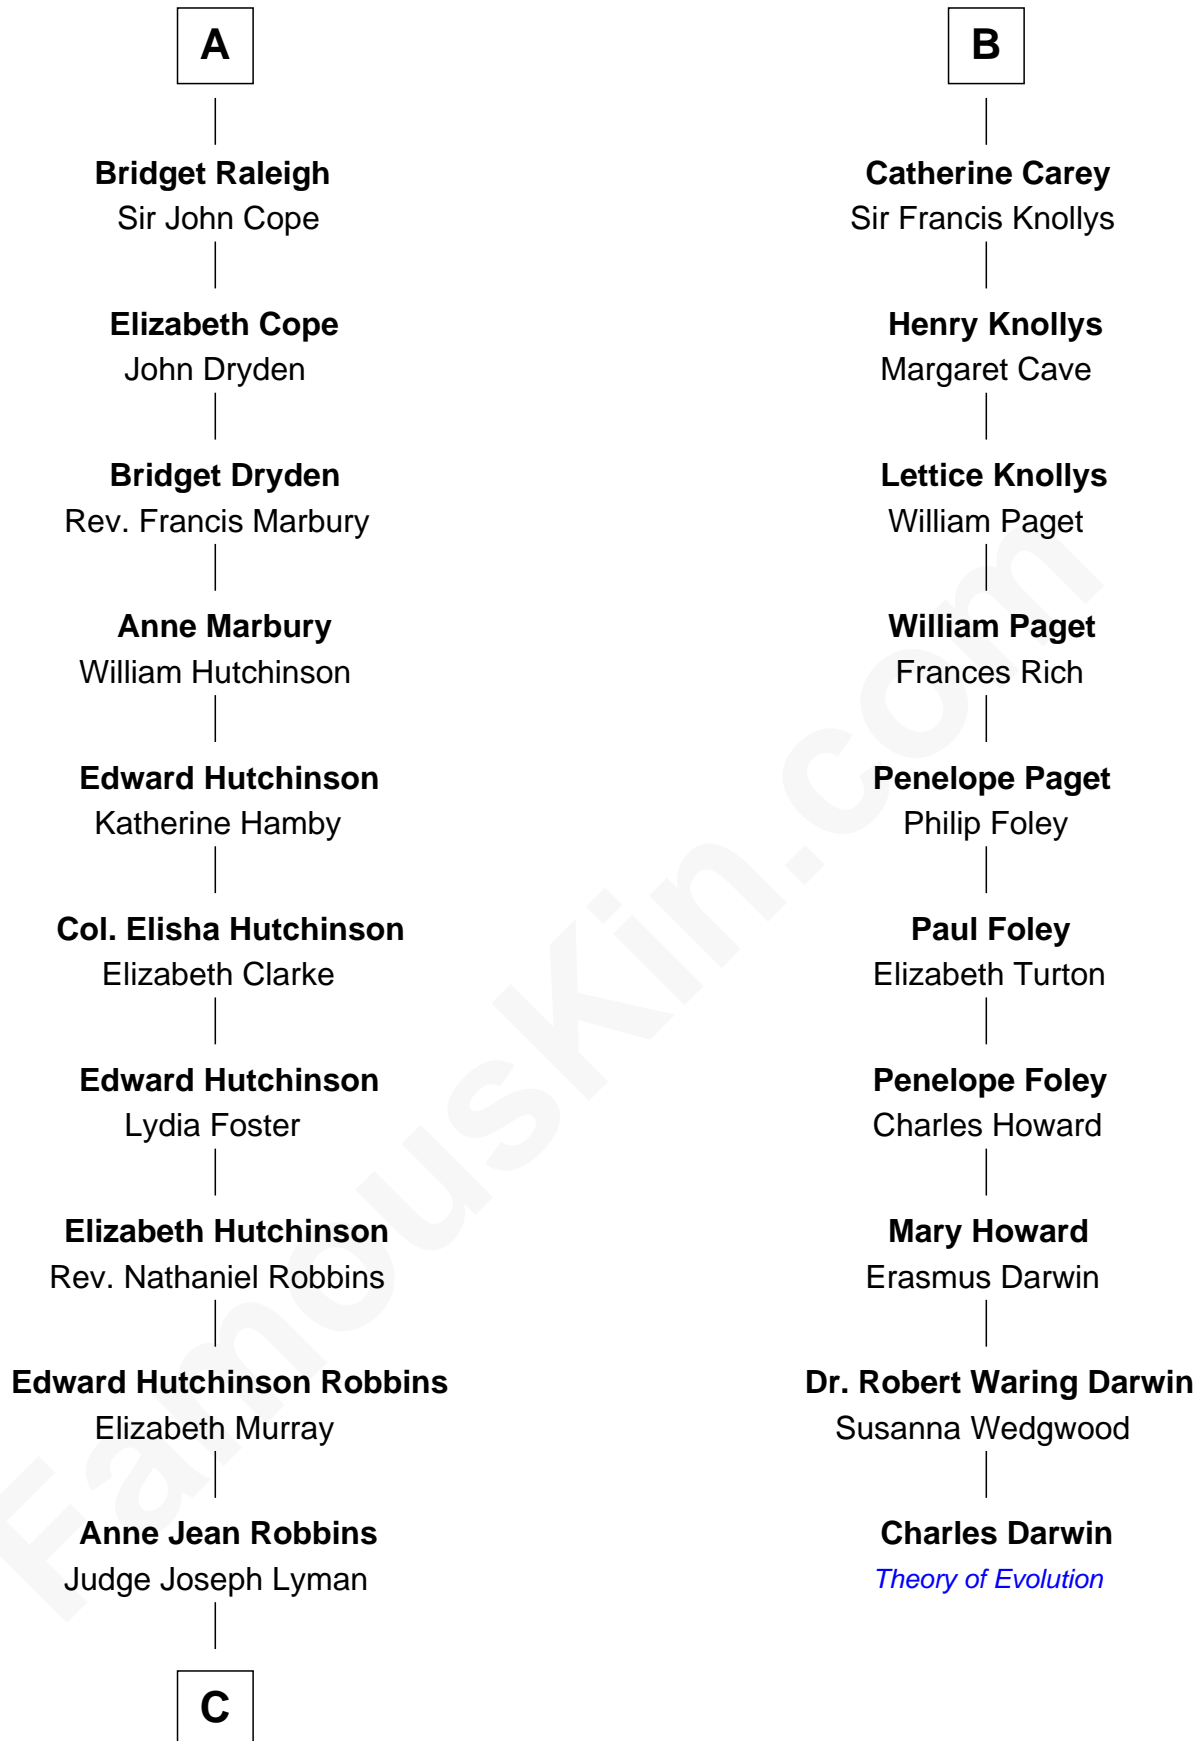 A
Bridget Raleigh
Sir John Cope
Elizabeth Cope
John Dryden
Bridget Dryden
Rev. Francis Marbury
Anne Marbury
William Hutchinson
Edward Hutchinson
Katherine Hamby
Col. Elisha Hutchinson
Elizabeth Clarke
Edward Hutchinson
Lydia Foster
Elizabeth Hutchinson
Rev. Nathaniel Robbins
Edward Hutchinson Robbins
Elizabeth Murray
Anne Jean Robbins
Judge Joseph Lyman
C
B
Catherine Carey
Sir Francis Knollys
Henry Knollys
Margaret Cave
Lettice Knollys
William Paget
William Paget
Frances Rich
Penelope Paget
Philip Foley
Paul Foley
Elizabeth Turton
Penelope Foley
Charles Howard
Mary Howard
Erasmus Darwin
Dr. Robert Waring Darwin
Susanna Wedgwood
Charles Darwin
Theory of Evolution
FamousKin.com